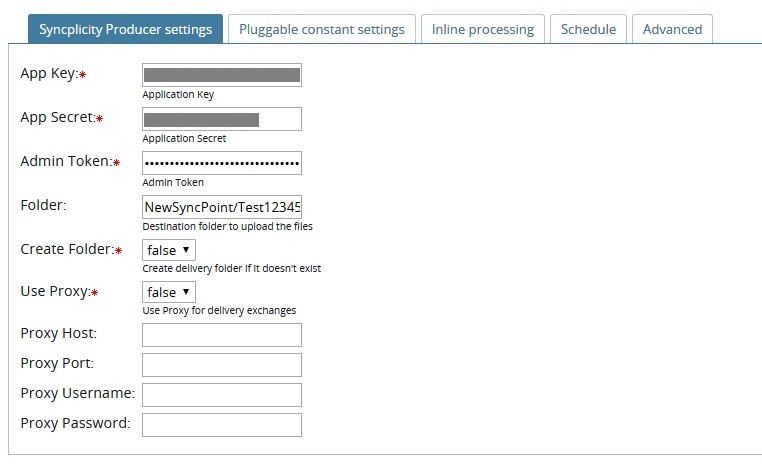 Syncplicity Producer settings Pluggable constant settings Inline processing Schedule Advanced
App Key:*
Application Key
App Secret:*
Application Secret
Admin Token:* ••••••••••••••••••••••••••••••••
Admin Token
Folder: NewSyncPoint/Test12345
Destination folder to upload the files
Create Folder:* false ▼
Create delivery folder if it doesn't exist
Use Proxy:* false ▼
Use Proxy for delivery exchanges
Proxy Host:
Proxy Port:
Proxy Username:
Proxy Password: